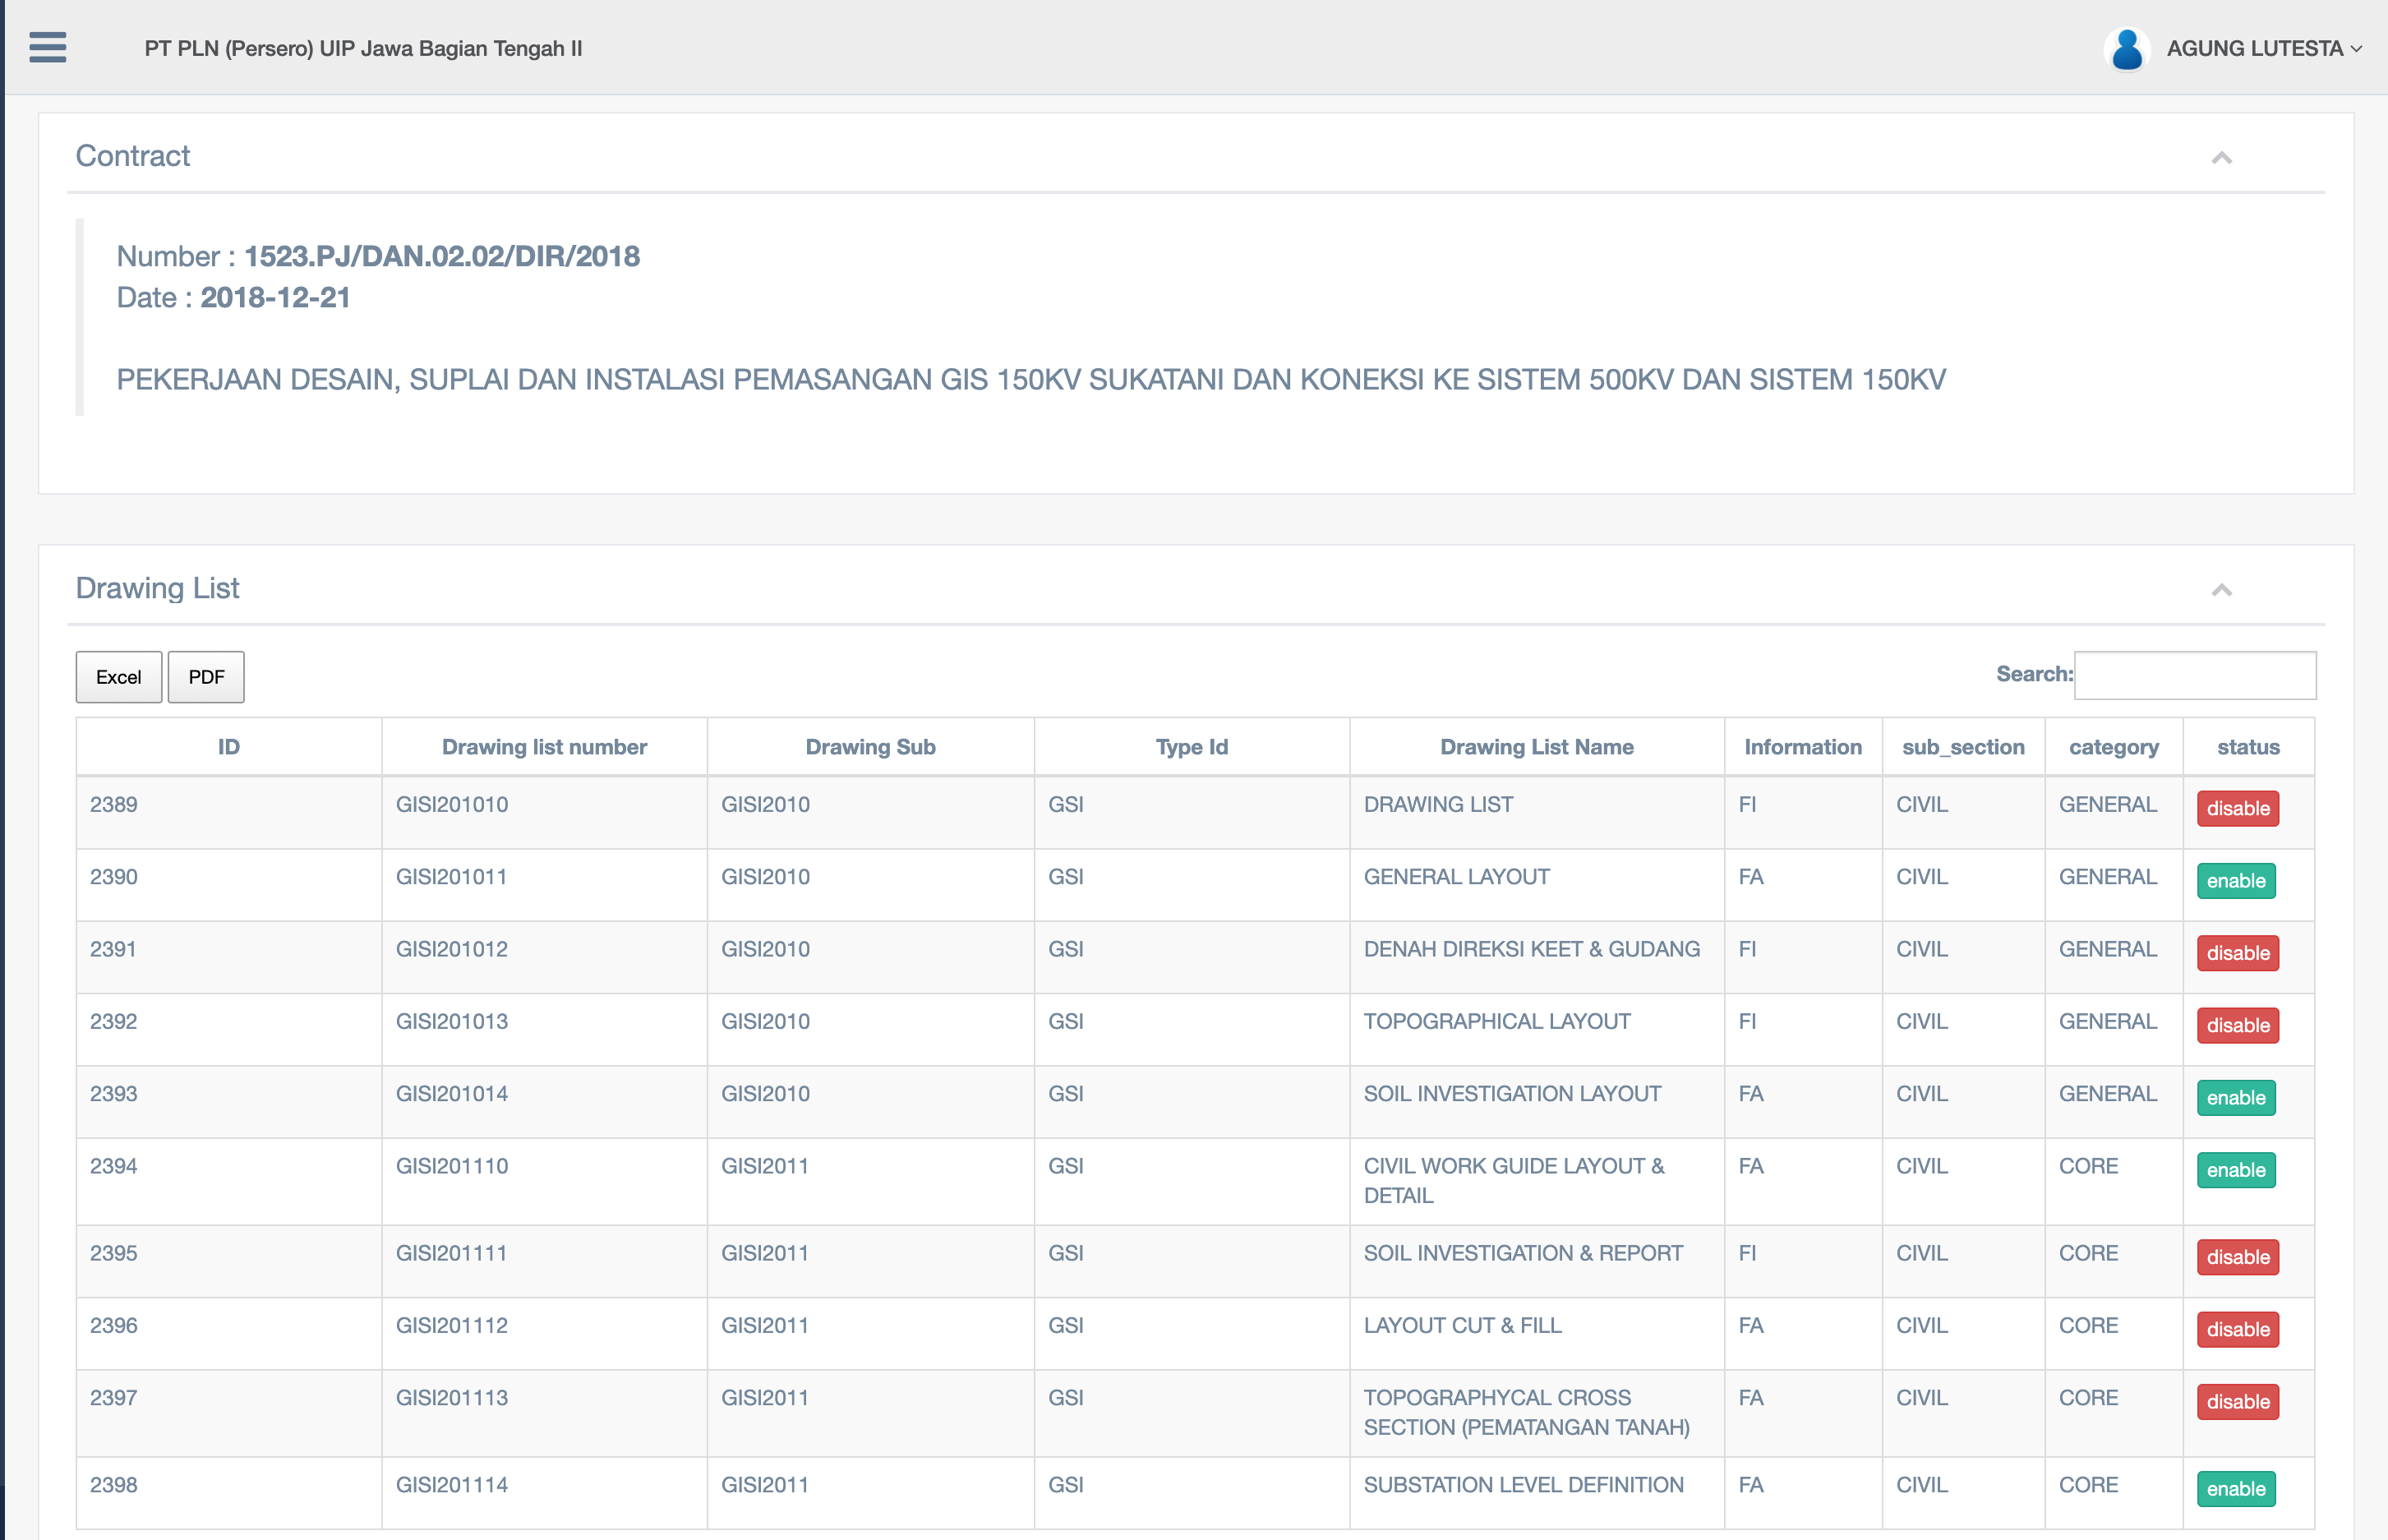 PT PLN (Persero) UIP Jawa Bagian Tengah II
AGUNG LUTESTA
Contract
Number : 1523.PJ/DAN.02.02/DIR/2018
Date : 2018-12-21
PEKERJAAN DESAIN, SUPLAI DAN INSTALASI PEMASANGAN GIS 150KV SUKATANI DAN KONEKSI KE SISTEM 500KV DAN SISTEM 150KV
Drawing List
Excel PDF Search:
ID Drawing list number Drawing Sub Type Id Drawing List Name Information sub_section category status
2389 GISI201010 GISI2010 GSI DRAWING LIST FI CIVIL GENERAL disable
2390 GISI201011 GISI2010 GSI GENERAL LAYOUT FA CIVIL GENERAL enable
2391 GISI201012 GISI2010 GSI DENAH DIREKSI KEET & GUDANG FI CIVIL GENERAL disable
2392 GISI201013 GISI2010 GSI TOPOGRAPHICAL LAYOUT FI CIVIL GENERAL disable
2393 GISI201014 GISI2010 GSI SOIL INVESTIGATION LAYOUT FA CIVIL GENERAL enable
2394 GISI201110 GISI2011 GSI CIVIL WORK GUIDE LAYOUT & FA CIVIL CORE enable
DETAIL
2395 GISI201111 GISI2011 GSI SOIL INVESTIGATION & REPORT FI CIVIL CORE disable
2396 GISI201112 GISI2011 GSI LAYOUT CUT & FILL FA CIVIL CORE disable
2397 GISI201113 GISI2011 GSI TOPOGRAPHYCAL CROSS FA CIVIL CORE disable
SECTION (PEMATANGAN TANAH)
2398 GISI201114 GISI2011 GSI SUBSTATION LEVEL DEFINITION FA CIVIL CORE enable